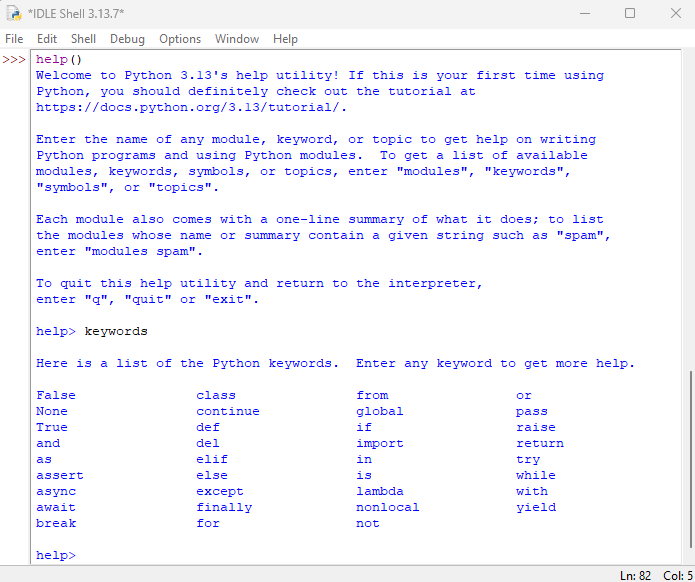 *IDLE Shell 3.13.7*
File Edit Shell Debug Options Window Help
>>> help()
Welcome to Python 3.13's help utility! If this is your first time using
Python, you should definitely check out the tutorial at
https://docs.python.org/3.13/tutorial/.

Enter the name of any module, keyword, or topic to get help on writing
Python programs and using Python modules.  To get a list of available
modules, keywords, symbols, or topics, enter "modules", "keywords",
"symbols", or "topics".

Each module also comes with a one-line summary of what it does; to list
the modules whose name or summary contain a given string such as "spam",
enter "modules spam".

To quit this help utility and return to the interpreter,
enter "q", "quit" or "exit".

help> keywords

Here is a list of the Python keywords.  Enter any keyword to get more help.

False               class               from                or
None                continue            global              pass
True                def                 if                  raise
and                 del                 import              return
as                  elif                in                  try
assert              else                is                  while
async               except              lambda              with
await               finally             nonlocal            yield
break               for                 not

help>
Ln: 82 Col: 5